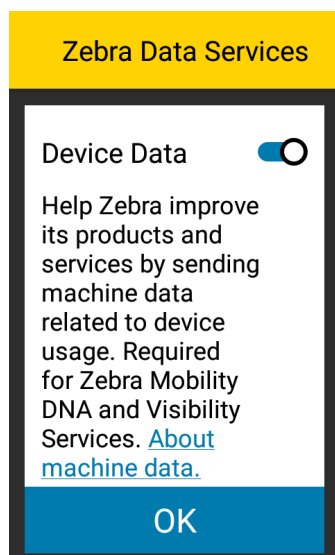 Zebra Data Services
Device Data
Help Zebra improve
its products and
services by sending
machine data
related to device
usage. Required
for Zebra Mobility
DNA and Visibility
Services. About
machine data.
OK